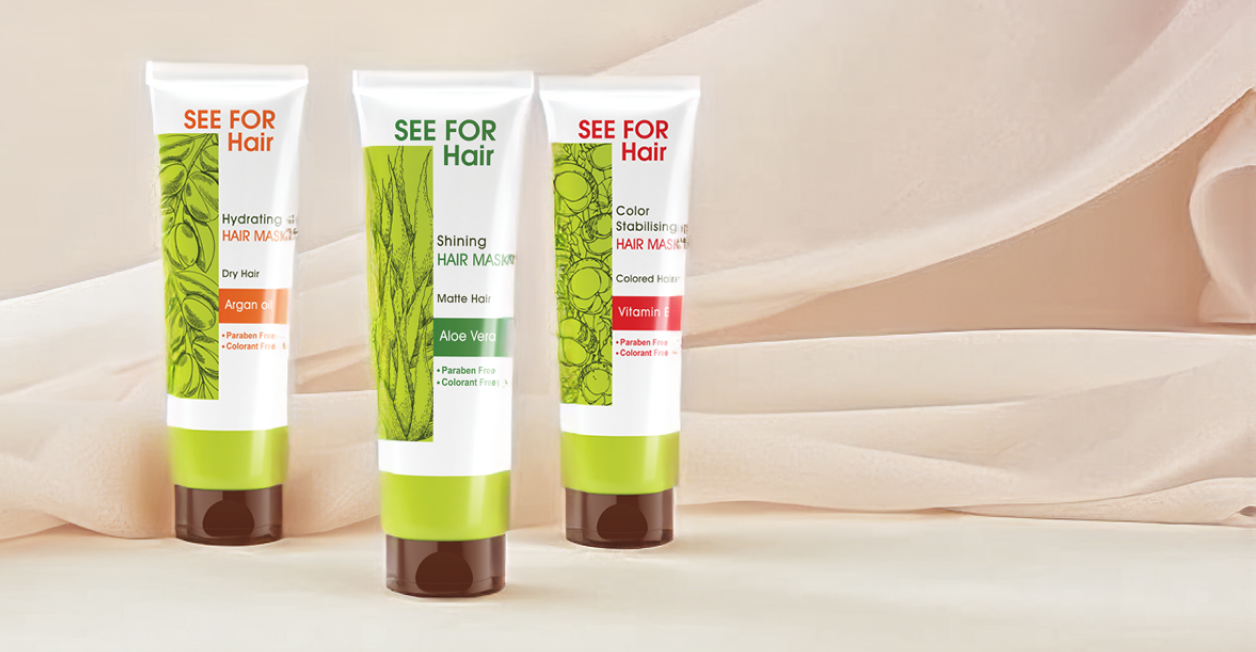 SEE FOR
Hair
Hydrating
HAIR MASK
Dry Hair
Argan oil
• Paraben Free
• Colorant Free
SEE FOR
Hair
Shining
HAIR MASK
Matte Hair
Aloe Vera
• Paraben Free
• Colorant Free
SEE FOR
Hair
Color
Stabilising
HAIR MASK
Colored Hair
Vitamin E
• Paraben Free
• Colorant Free